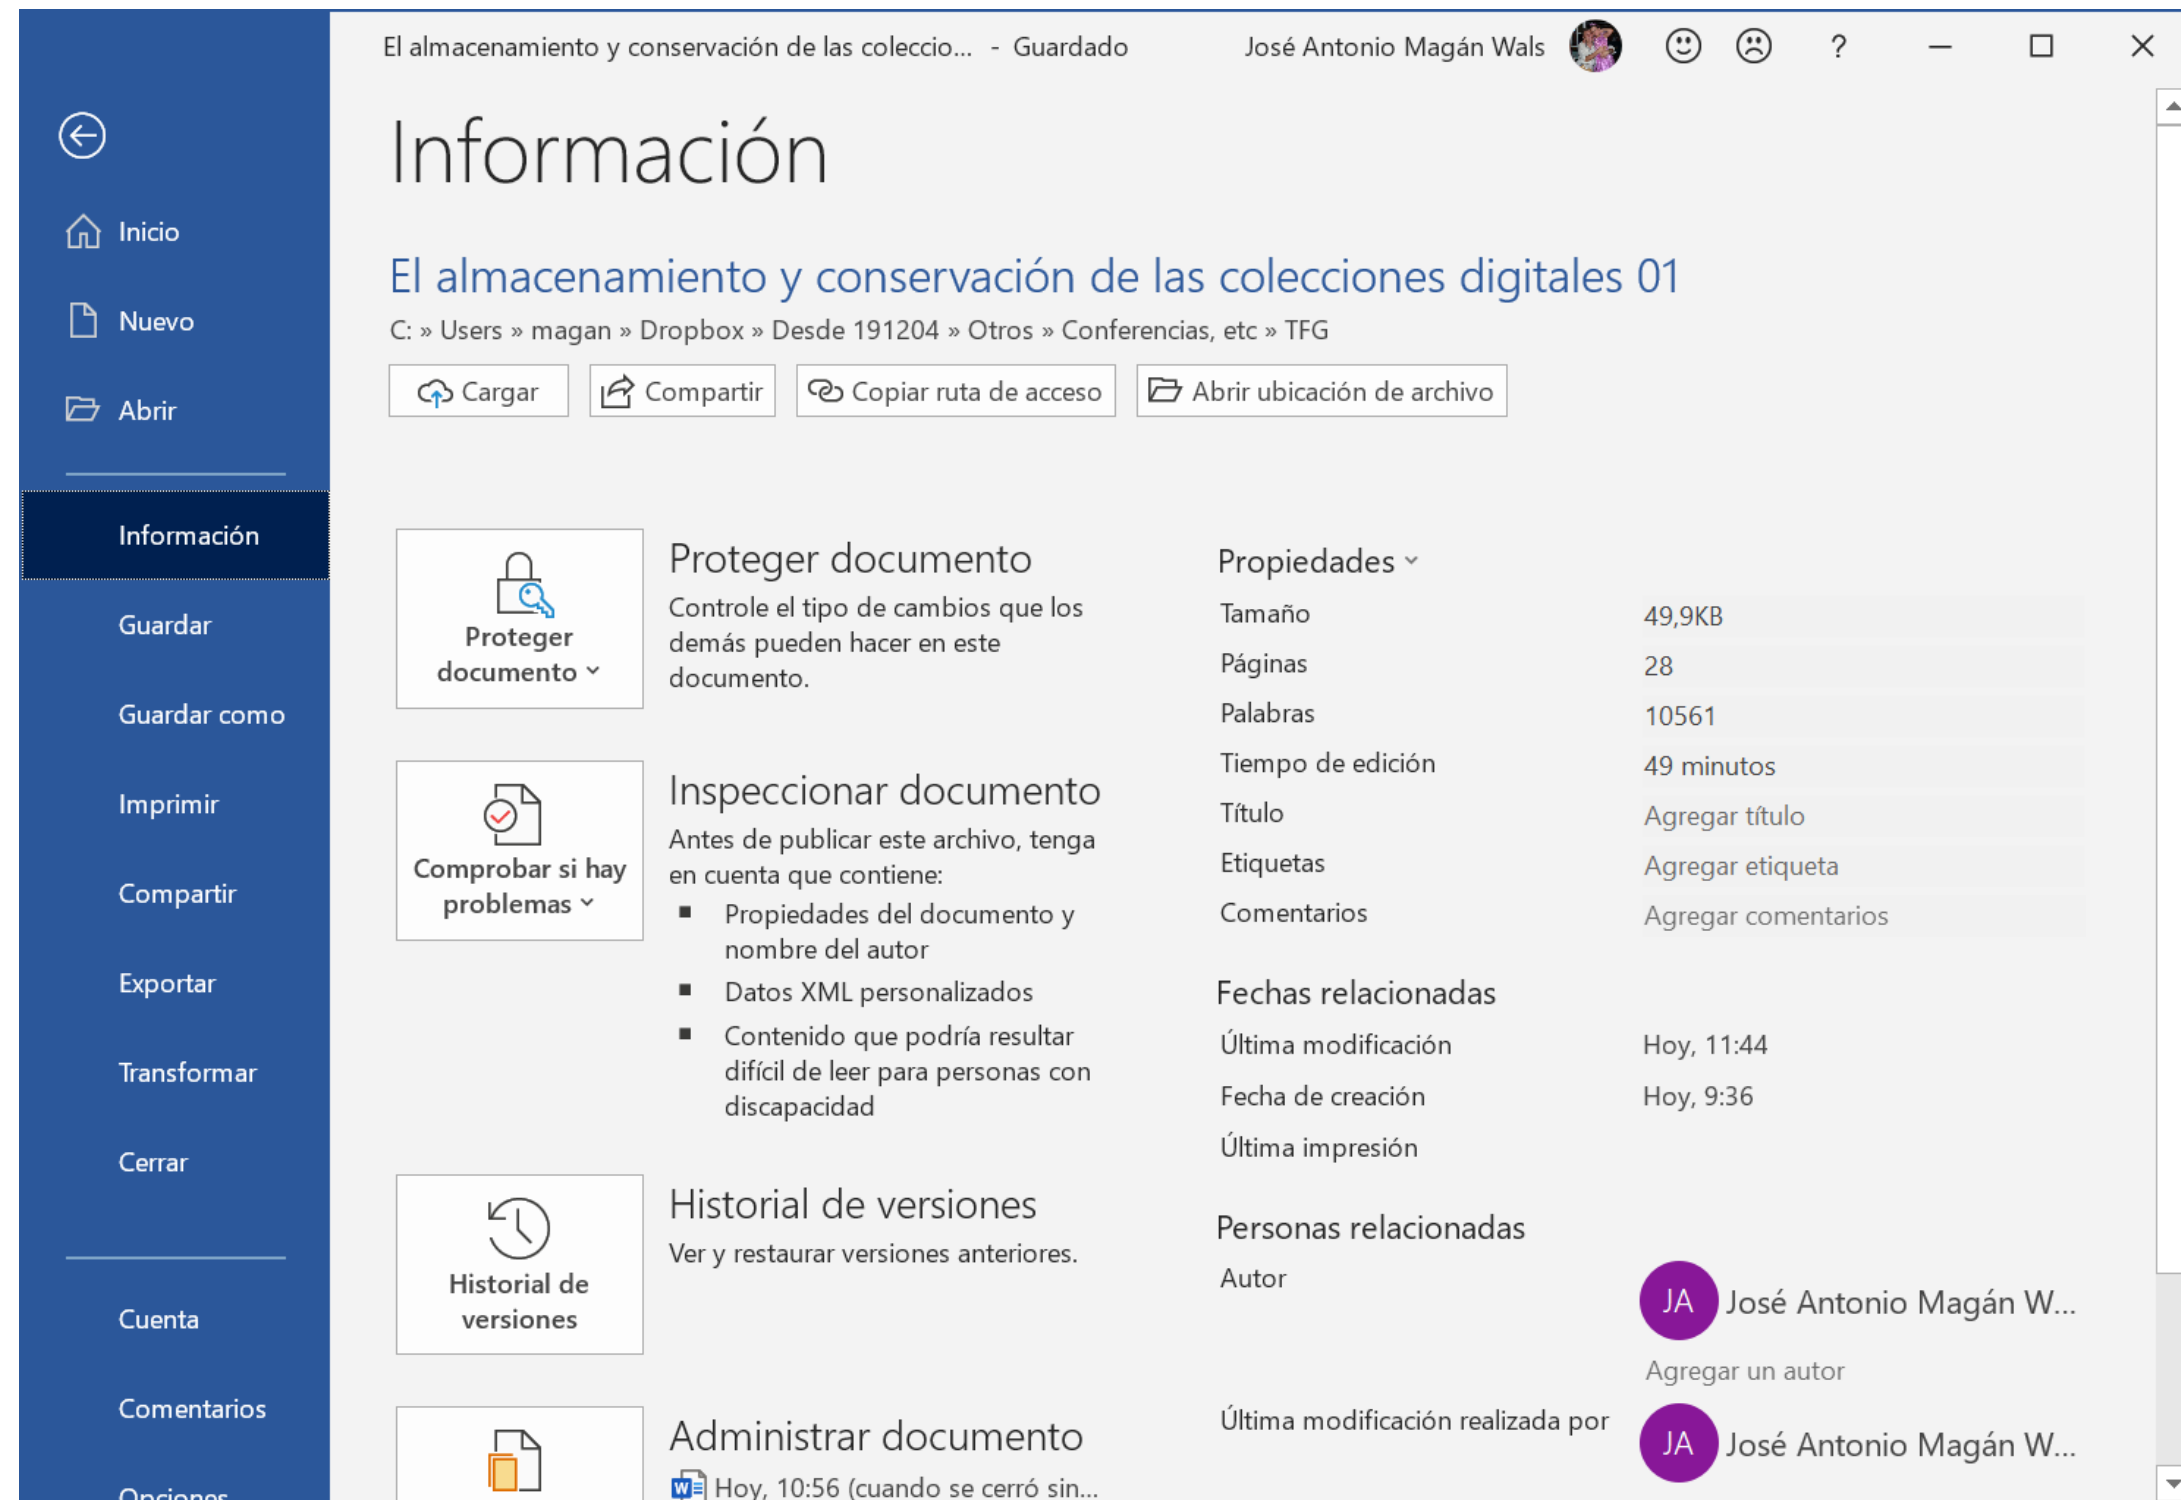 El almacenamiento y conservación de las coleccio... - Guardado
José Antonio Magán Wals
?
Información
Inicio
Nuevo
Abrir
Información
Guardar
Guardar como
Imprimir
Compartir
Exportar
Transformar
Cerrar
Cuenta
Comentarios
Opciones
El almacenamiento y conservación de las colecciones digitales 01
C: » Users » magan » Dropbox » Desde 191204 » Otros » Conferencias, etc » TFG
Cargar
Compartir
Copiar ruta de acceso
Abrir ubicación de archivo
Proteger
documento
Proteger documento
Controle el tipo de cambios que los
demás pueden hacer en este
documento.
Comprobar si hay
problemas
Inspeccionar documento
Antes de publicar este archivo, tenga
en cuenta que contiene:
Propiedades del documento y
nombre del autor
Datos XML personalizados
Contenido que podría resultar
difícil de leer para personas con
discapacidad
Historial de
versiones
Historial de versiones
Ver y restaurar versiones anteriores.
Administrar documento
Hoy, 10:56 (cuando se cerró sin...
Propiedades
Tamaño 49,9KB
Páginas 28
Palabras 10561
Tiempo de edición 49 minutos
Título Agregar título
Etiquetas Agregar etiqueta
Comentarios Agregar comentarios
Fechas relacionadas
Última modificación Hoy, 11:44
Fecha de creación Hoy, 9:36
Última impresión
Personas relacionadas
Autor
JA José Antonio Magán W...
Agregar un autor
Última modificación realizada por
JA José Antonio Magán W...